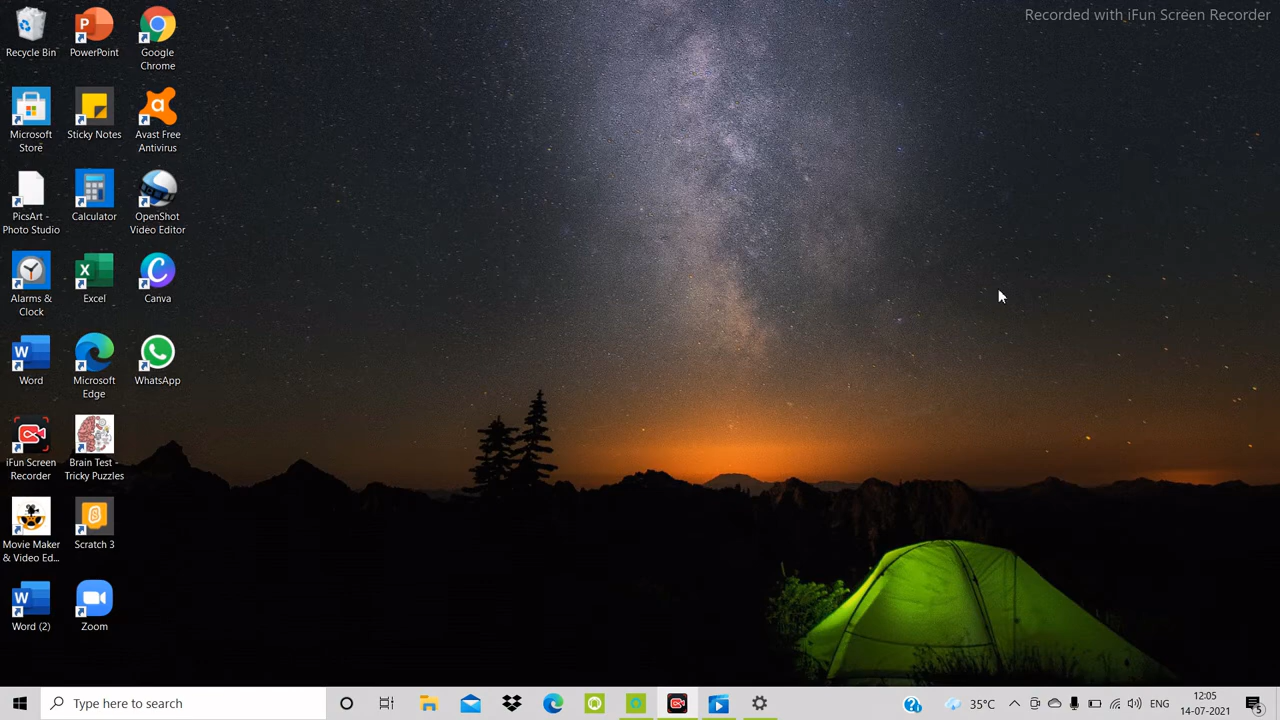 Recorded with iFun Screen Recorder
Recycle Bin
PowerPoint
Google
Chrome
Microsoft
Store
Sticky Notes
Avast Free
Antivirus
PicsArt -
Photo Studio
Calculator
OpenShot
Video Editor
Alarms &
Clock
Excel
Canva
Word
Microsoft
Edge
WhatsApp
iFun Screen
Recorder
Brain Test -
Tricky Puzzles
Movie Maker
& Video Ed...
Scratch 3
Word (2)
Zoom
Type here to search
35°C
ENG
12:05
14-07-2021
5